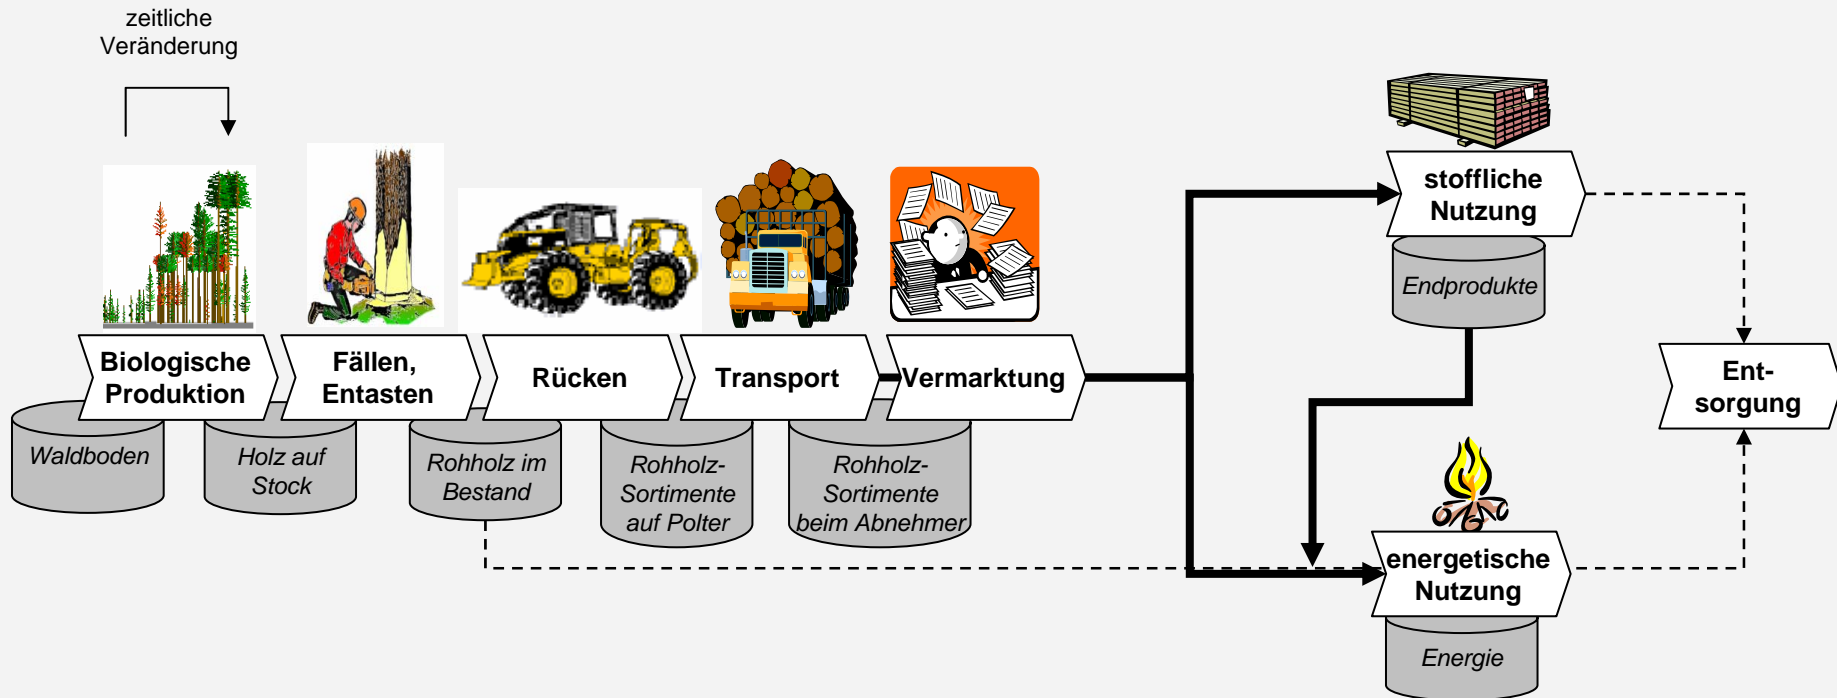 zeitliche
Veränderung
Biologische
Produktion
Fällen,
Entasten
Rücken
Transport
Vermarktung
stoffliche
Nutzung
Endprodukte
Ent-
sorgung
Waldboden
Holz auf
Stock
Rohholz im
Bestand
Rohholz-
Sortimente
auf Polter
Rohholz-
Sortimente
beim Abnehmer
energetische
Nutzung
Energie